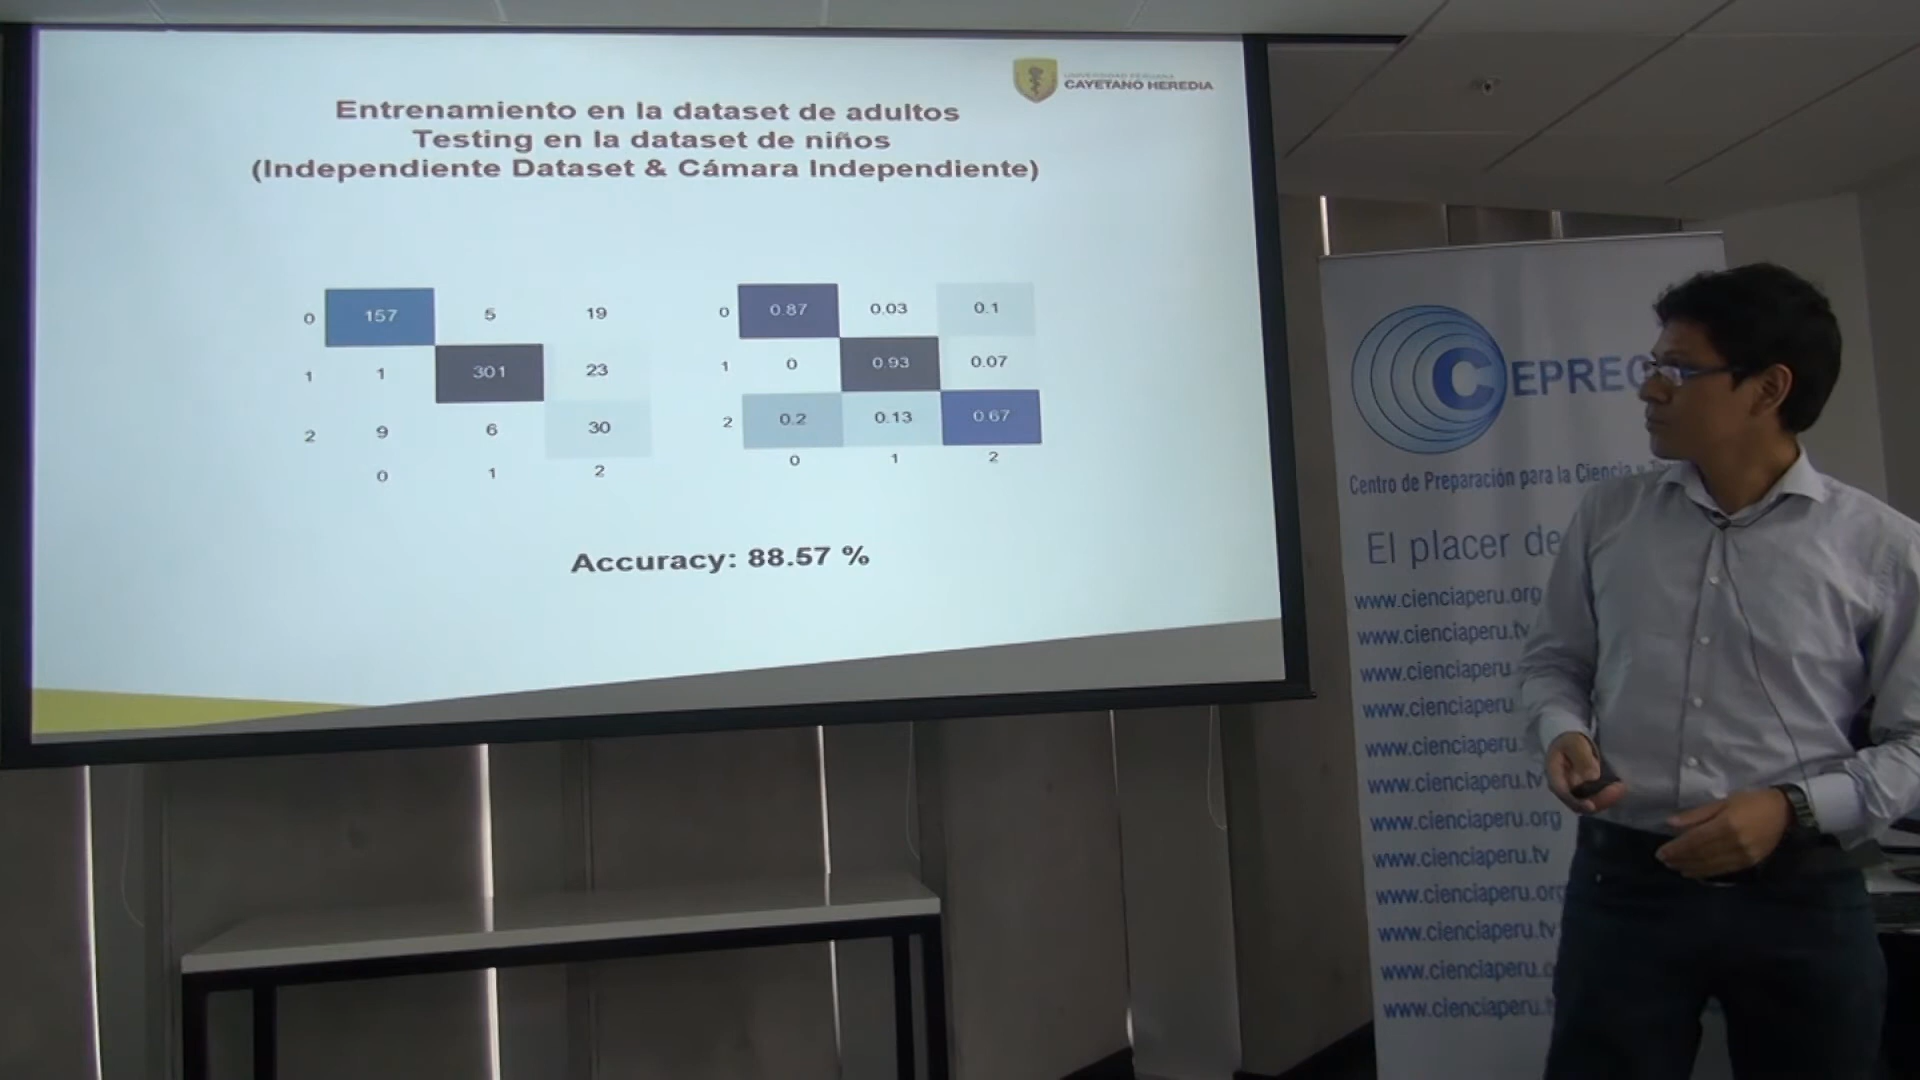 UNIVERSIDAD PERUANA
CAYETANO HEREDIA
Entrenamiento en la dataset de adultos
Testing en la dataset de niños
(Independiente Dataset & Cámara Independiente)
0 157 5 19
1 1 301 23
2 9 6 30
0 1 2
0 0.87 0.03 0.1
1 0 0.93 0.07
2 0.2 0.13 0.67
0 1 2
Accuracy: 88.57 %
CEPREC
Centro de Preparación para la Ciencia y
El placer de
www.cienciaperu.org
www.cienciaperu.tv
www.cienciaperu
www.cienciaperu
www.cienciaperu.
www.cienciaperu.tv
www.cienciaperu.org
www.cienciaperu.tv
www.cienciaperu.org
www.cienciaperu.tv
www.cienciaperu.
www.cienciaperu.t